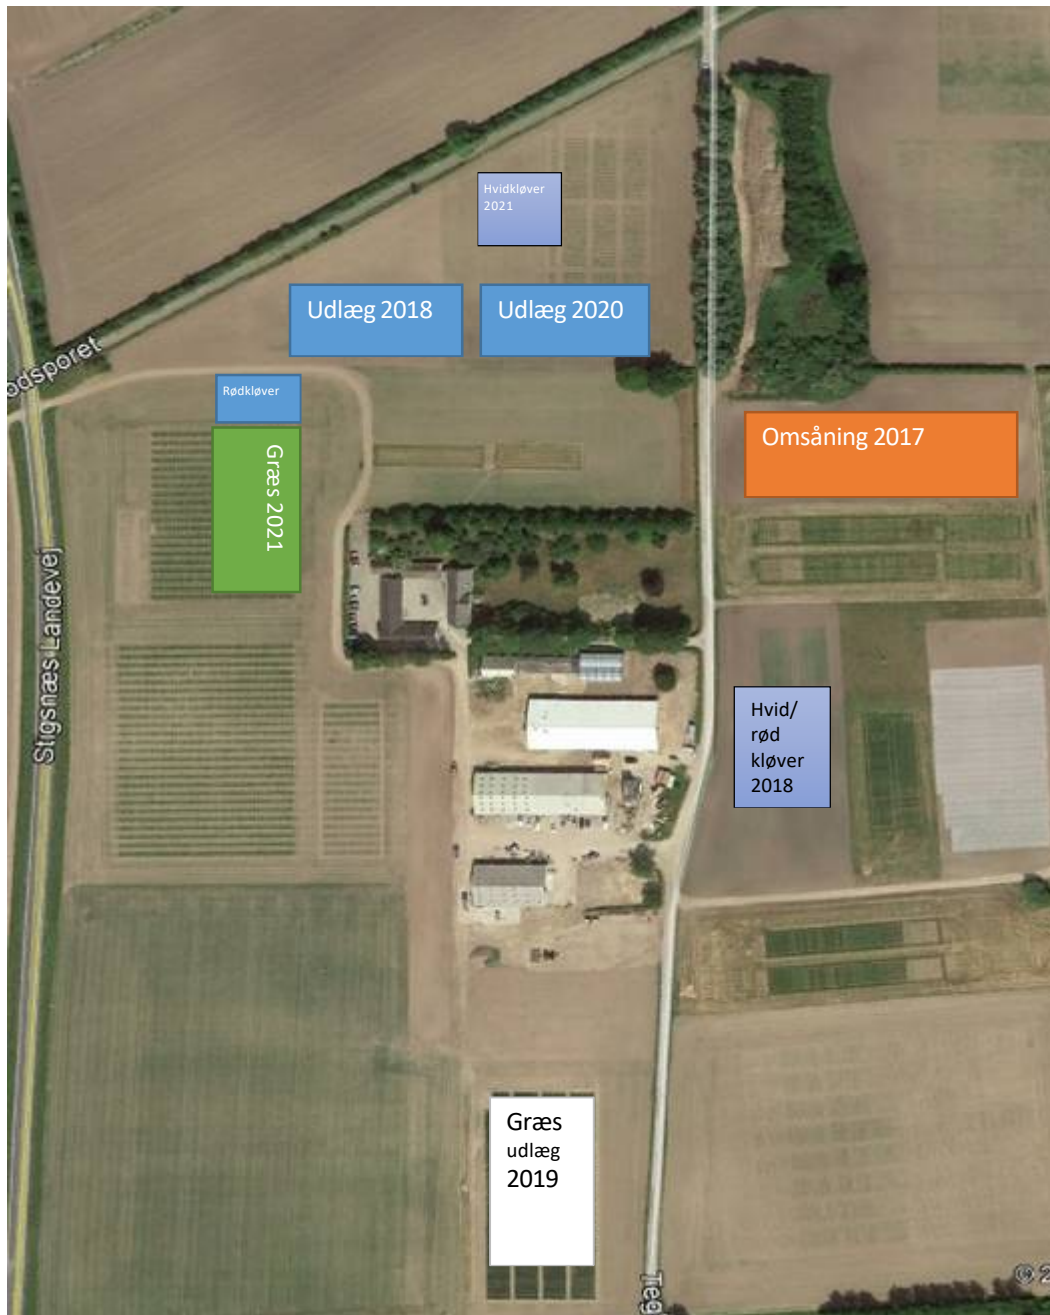 Hvidkløver
2021
Udlæg 2018
Udlæg 2020
odsporet
Rødkløver
Omsåning 2017
Græs 2021
Stigsnæs Landevej
Hvid/
rød
kløver
2018
Græs
udlæg
2019
Teg
© 2